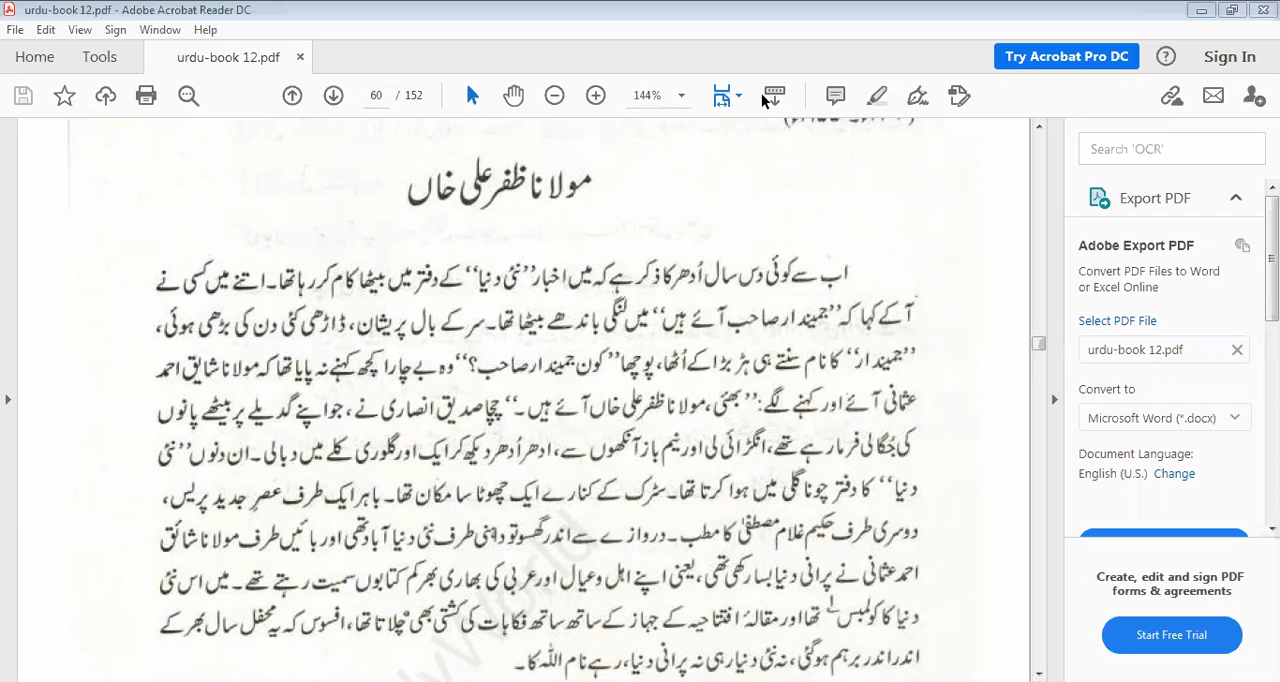 urdu-book 12.pdf - Adobe Acrobat Reader DC
File Edit View Sign Window Help
Home Tools urdu-book 12.pdf Try Acrobat Pro DC Sign In
60 / 152 144%
مولانا ظفر علی خاں
اب سے کوئی دس سال اُدھر کا ذکر ہے کہ میں اخبار ”نئی دنیا“ کے دفتر میں بیٹھا کام کر رہا تھا۔ اتنے میں کسی نے
آ کے کہا کہ ”جمیندار صاحب آئے ہیں“ میں لنگی باندھے بیٹھا تھا۔ سر کے بال پریشان، ڈاڑھی کئی دن کی بڑھی ہوئی،
”جمیندار“ کا نام سنتے ہی ہڑبڑا کے اُٹھا، پوچھا ”کون جمیندار صاحب؟“ وہ بے چارا کچھ کہنے نہ پایا تھا کہ مولانا شایق احمد
عثمانی آئے اور کہنے لگے: ”بھئی، مولانا ظفر علی خاں آئے ہیں۔“ چچا صدیق انصاری نے، جو اپنے گدیلے پر بیٹھے پانوں
کی جُگالی فرما رہے تھے، انگڑائی لی اور نیم باز آنکھوں سے، ادھر اُدھر دیکھ کر ایک اور گلوری کلے میں دبالی۔ ان دنوں ”نئی
دنیا“ کا دفتر چونا گلی میں ہوا کرتا تھا۔ سڑک کے کنارے ایک چھوٹا سا مکان تھا۔ باہر ایک طرف عصرِ جدید پریس،
دوسری طرف حکیم غلام مصطفیٰ کا مطب۔ دروازے سے اندر گھسو تو داہنی طرف نئی دنیا آباد تھی اور بائیں طرف مولانا شائق
احمد عثمانی نے پرانی دنیا بسا رکھی تھی، یعنی اپنے اہل و عیال اور عربی کی بھاری بھرکم کتابوں سمیت رہتے تھے۔ میں اس نئی
دنیا کا کولمبس تھا اور مقالۂ افتتاحیہ کے جہاز کے ساتھ ساتھ فکاہات کی کشتی بھی چلاتا تھا، افسوس کہ یہ محفل سال بھر کے
اندر اندر برہم ہوگئی، نہ نئی دنیا رہی نہ پرانی دنیا، رہے نام اللہ کا۔
Search 'OCR'
Export PDF
Adobe Export PDF
Convert PDF Files to Word
or Excel Online
Select PDF File
urdu-book 12.pdf
Convert to
Microsoft Word (*.docx)
Document Language:
English (U.S.) Change
Create, edit and sign PDF
forms & agreements
Start Free Trial